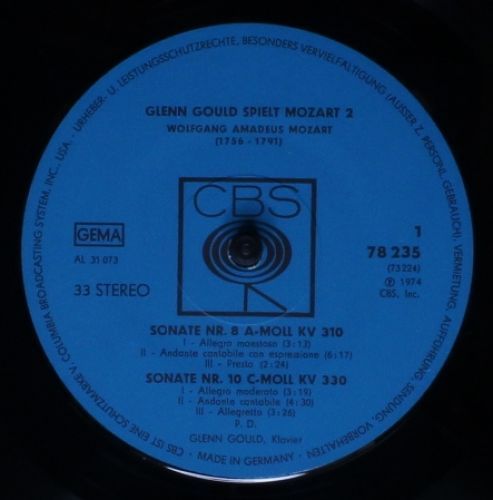 URHEBER- U. LEISTUNGSSCHUTZRECHTE, BESONDERS VERVIELFÄLTIGUNG (AUSSER Z. PERSONL. GEBRAUCH) VERMIETUNG, AUFFÜHRUNG, SENDUNG, VORBEHALTEN
GLENN GOULD SPIELT MOZART 2
WOLFGANG AMADEUS MOZART
(1756 - 1791)
CBS
GEMA
AL 31 073
33 STEREO
1
78 235
(73224)
℗ 1974
CBS, Inc.
SONATE NR. 8 A-MOLL KV 310
I - Allegro maestoso (3:13)
II - Andante cantabile con espressione (6:17)
III - Presto (2:24)
SONATE NR. 10 C-MOLL KV 330
I - Allegro moderato (3:19)
II - Andante cantabile (4:30)
III - Allegretto (3:26)
P. D.
GLENN GOULD, Klavier
• MADE IN GERMANY •
CBS IST EINE SCHUTZMARKE V. COLUMBIA BROADCASTING SYSTEM, INC. USA.